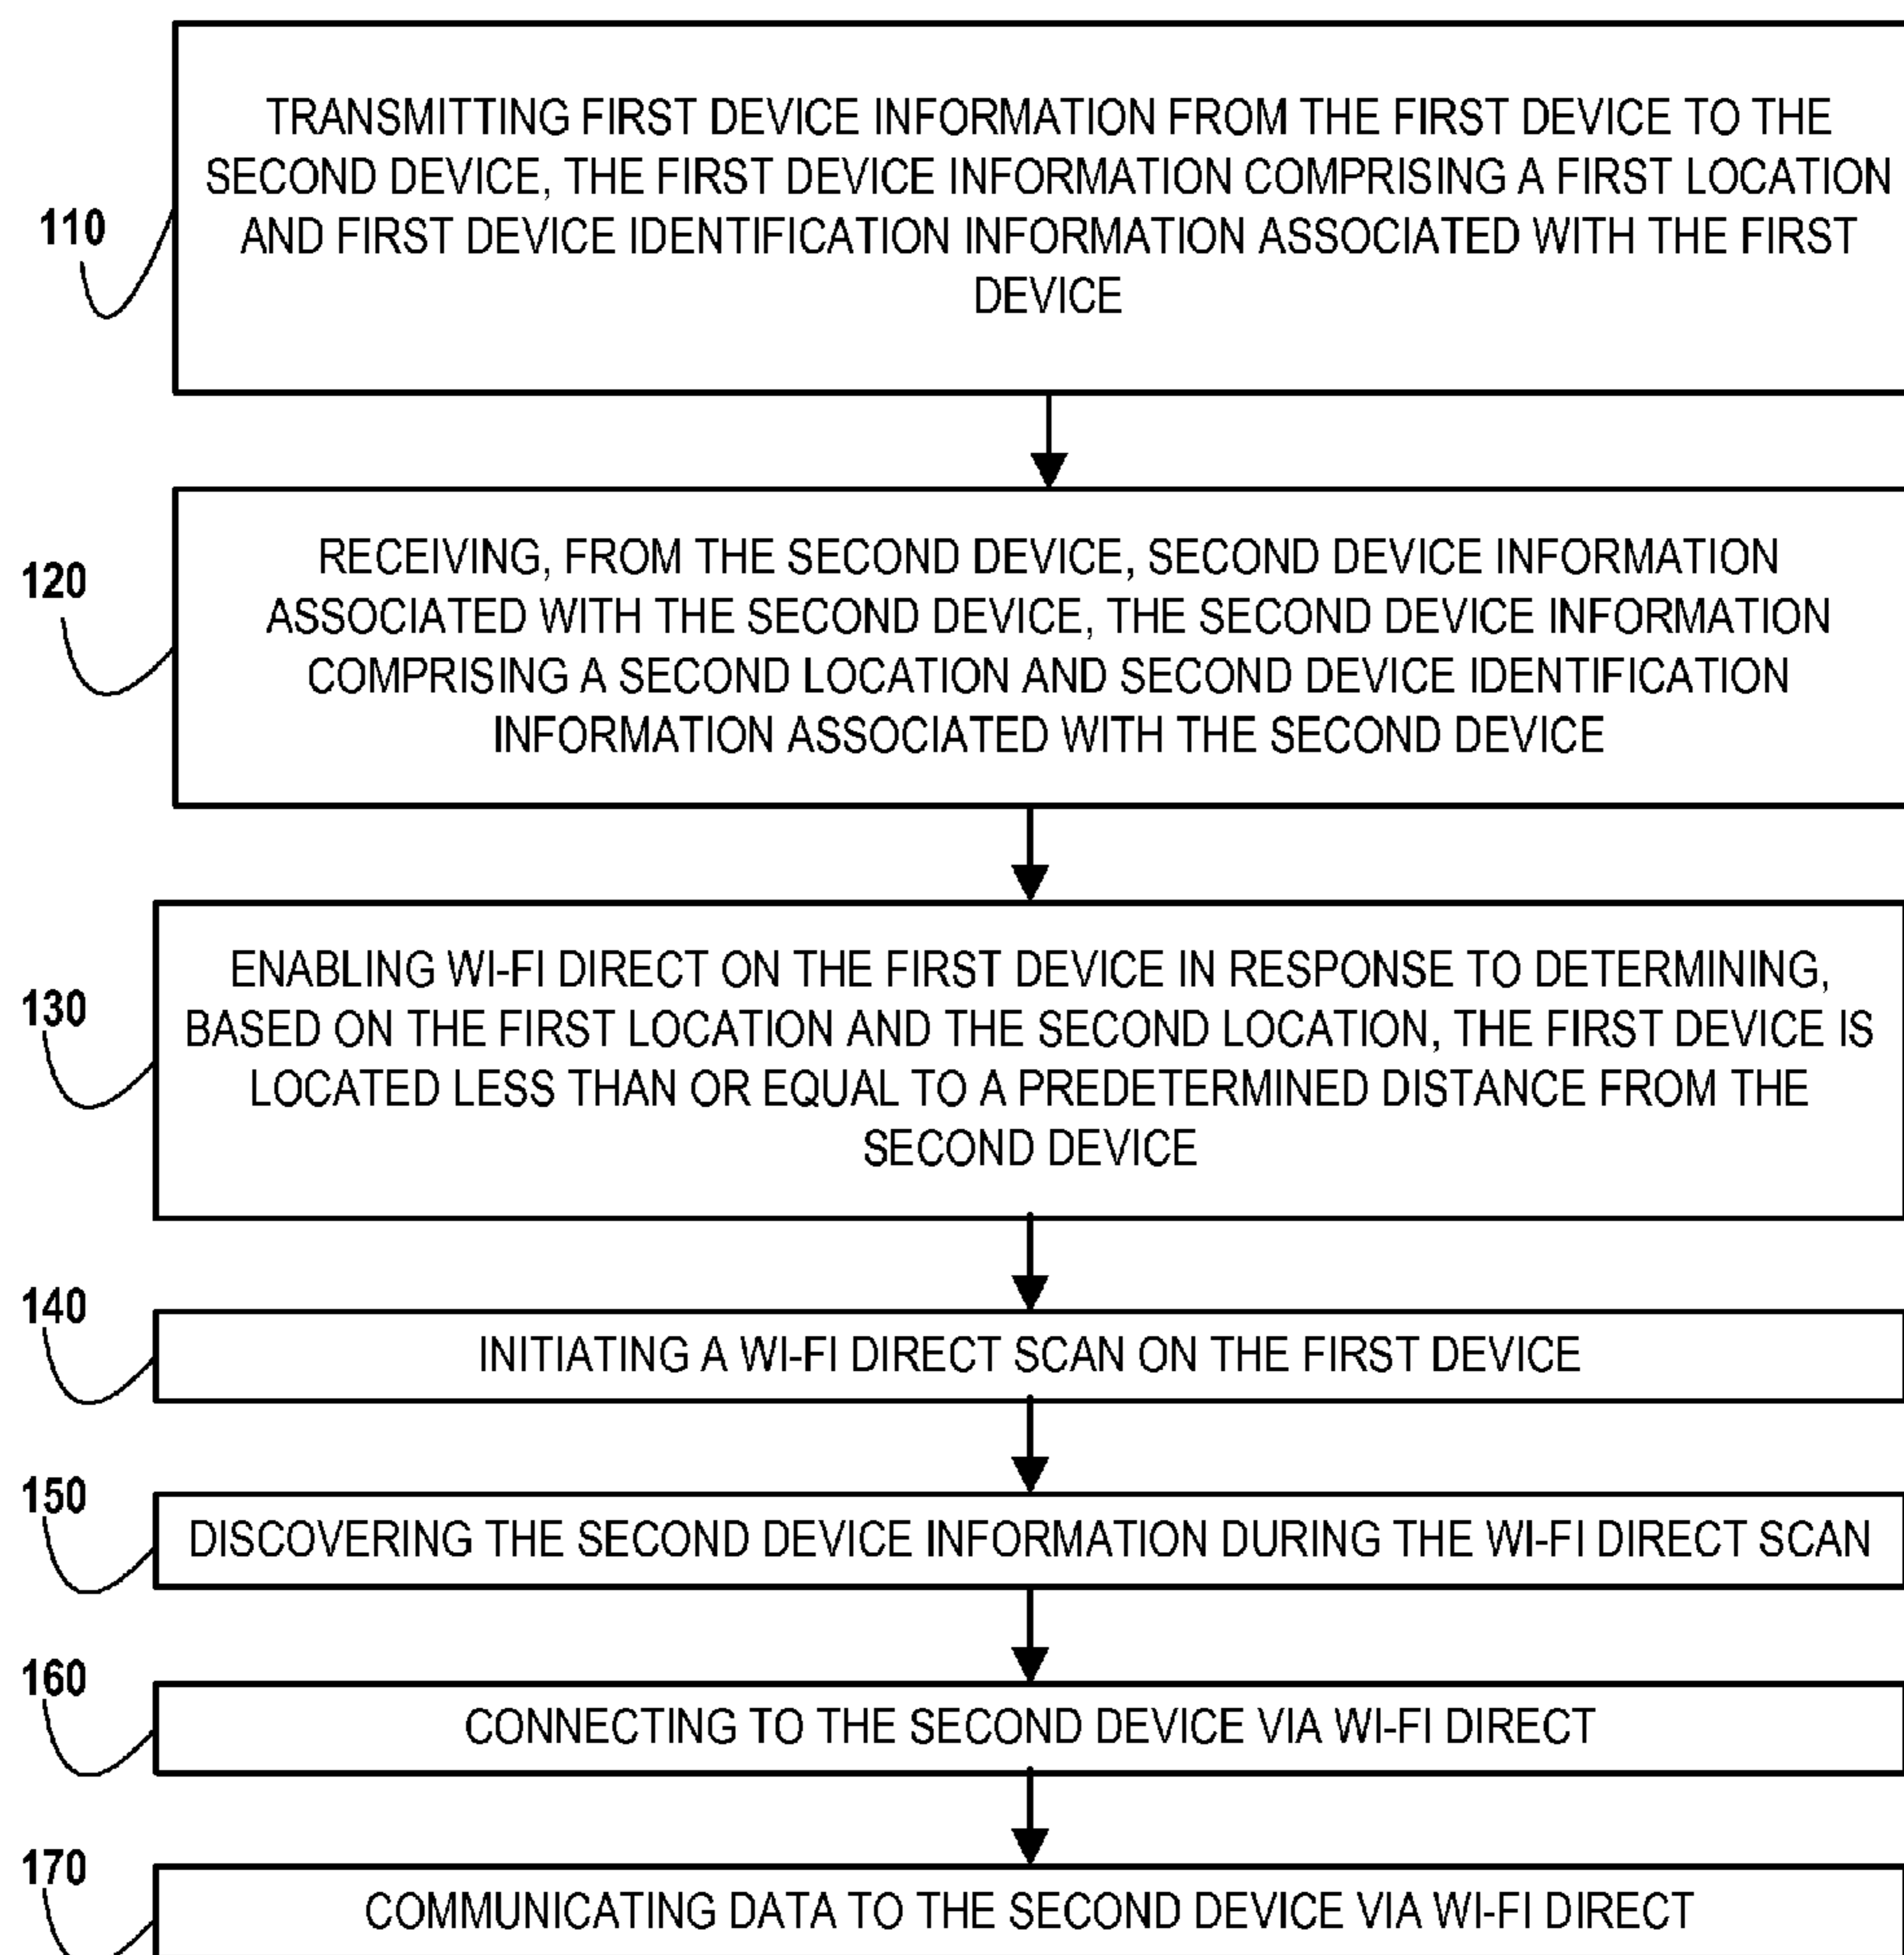 TRANSMITTING FIRST DEVICE INFORMATION FROM THE FIRST DEVICE TO THE
SECOND DEVICE, THE FIRST DEVICE INFORMATION COMPRISING A FIRST LOCATION
110
AND FIRST DEVICE IDENTIFICATION INFORMATION ASSOCIATED WITH THE FIRST
DEVICE
120
RECEIVING, FROM THE SECOND DEVICE, SECOND DEVICE INFORMATION
ASSOCIATED WITH THE SECOND DEVICE, THE SECOND DEVICE INFORMATION
COMPRISING A SECOND LOCATION AND SECOND DEVICE IDENTIFICATION
INFORMATION ASSOCIATED WITH THE SECOND DEVICE
130
ENABLING WI-FI DIRECT ON THE FIRST DEVICE IN RESPONSE TO DETERMINING,
BASED ON THE FIRST LOCATION AND THE SECOND LOCATION, THE FIRST DEVICE IS
LOCATED LESS THAN OR EQUAL TO A PREDETERMINED DISTANCE FROM THE
SECOND DEVICE
140
INITIATING A WI-FI DIRECT SCAN ON THE FIRST DEVICE
150
DISCOVERING THE SECOND DEVICE INFORMATION DURING THE WI-FI DIRECT SCAN
160
CONNECTING TO THE SECOND DEVICE VIA WI-FI DIRECT
170
COMMUNICATING DATA TO THE SECOND DEVICE VIA WI-FI DIRECT